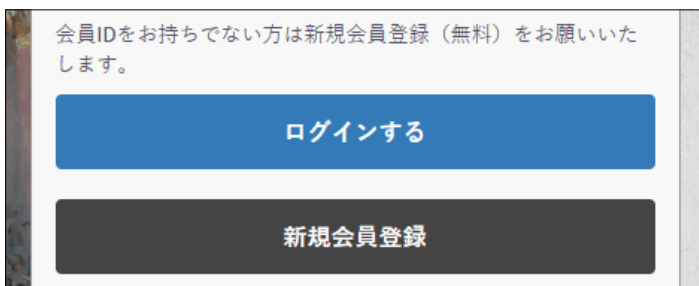 会員IDをお持ちでない方は新規会員登録（無料）をお願いいた
します。
ログインする
新規会員登録